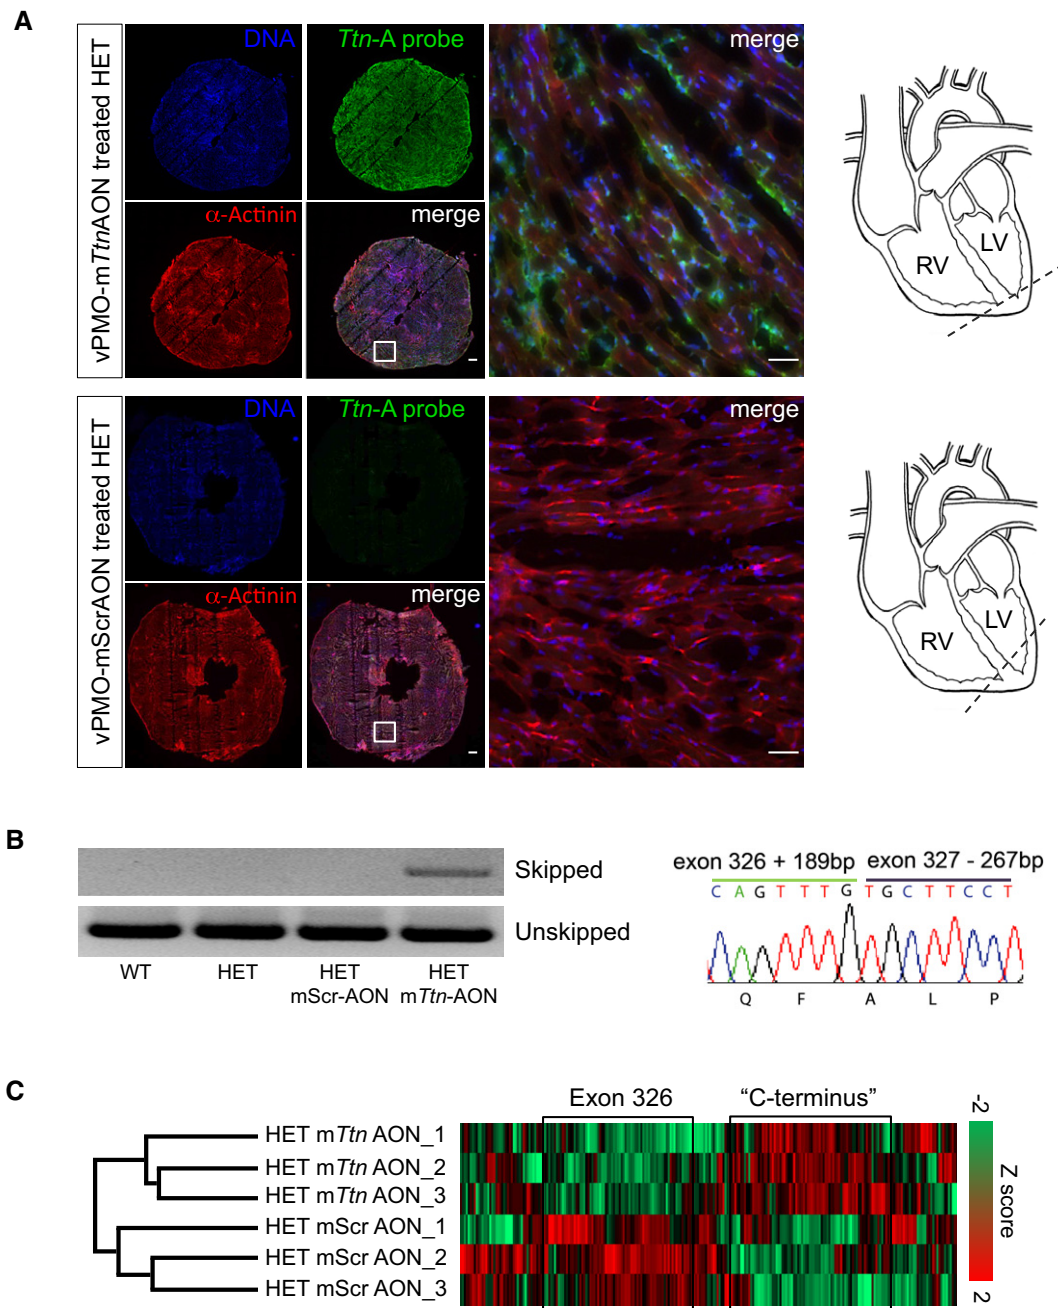 A
vPMO-mTtnAON treated HET
DNA
Ttn-A probe
merge
α-Actinin
merge
RV
LV
vPMO-mScrAON treated HET
DNA
Ttn-A probe
merge
α-Actinin
merge
RV
LV
B
Skipped
Unskipped
WT
HET
HET mScr-AON
HET mTtn-AON
exon 326 + 189bp
exon 327 - 267bp
C A G T T T G T G C T T C C T
Q F A L P
C
Exon 326
“C-terminus”
HET mTtn AON_1
HET mTtn AON_2
HET mTtn AON_3
HET mScr AON_1
HET mScr AON_2
HET mScr AON_3
-2
Z score
2